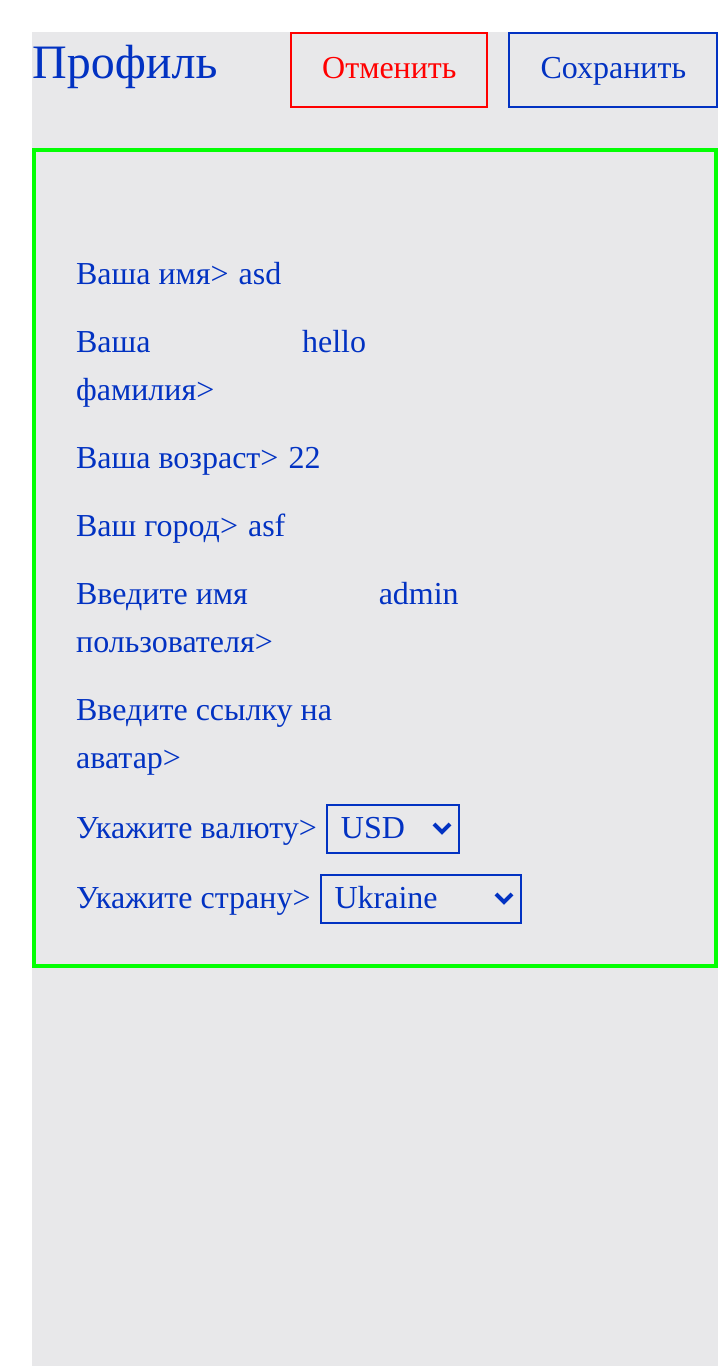 Профиль Отменить Сохранить
Ваша имя> asd
Ваша hello
фамилия>
Ваша возраст> 22
Ваш город> asf
Введите имя admin
пользователя>
Введите ссылку на
аватар>
Укажите валюту> USD
Укажите страну> Ukraine